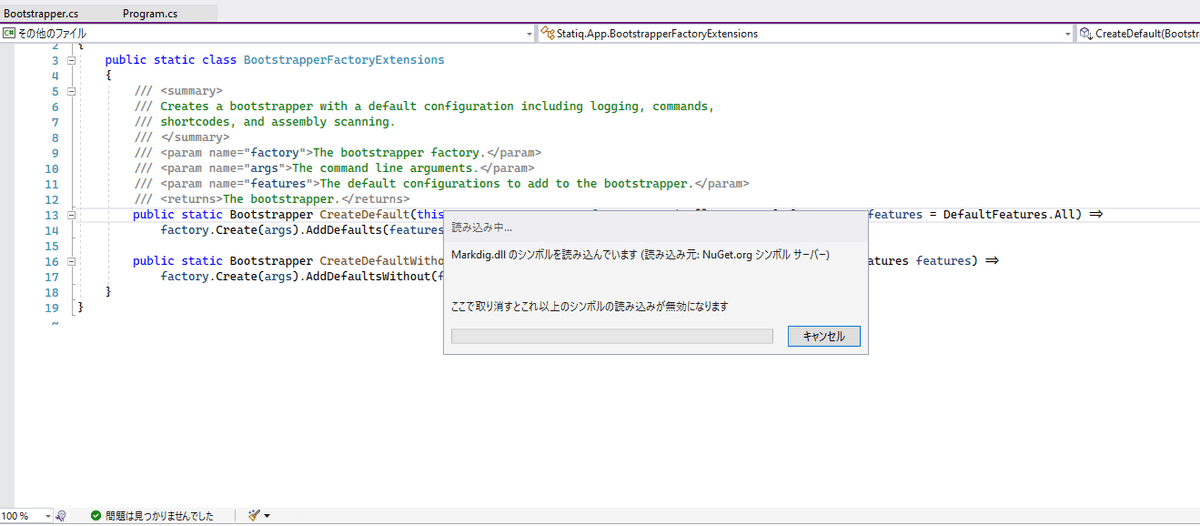 Bootstrapper.cs Program.cs
C# その他のファイル Statiq.App.BootstrapperFactoryExtensions CreateDefault(Bootstr
2 {
3 public static class BootstrapperFactoryExtensions
4 {
5 /// <summary>
6 /// Creates a bootstrapper with a default configuration including logging, commands,
7 /// shortcodes, and assembly scanning.
8 /// </summary>
9 /// <param name="factory">The bootstrapper factory.</param>
10 /// <param name="args">The command line arguments.</param>
11 /// <param name="features">The default configurations to add to the bootstrapper.</param>
12 /// <returns>The bootstrapper.</returns>
13 public static Bootstrapper CreateDefault(this features = DefaultFeatures.All) =>
14 factory.Create(args).AddDefaults(features
15
16 public static Bootstrapper CreateDefaultWitho atures features) =>
17 factory.Create(args).AddDefaultsWithout(f
18 }
19 }
~
読み込み中...
Markdig.dll のシンボルを読み込んでいます (読み込み元: NuGet.org シンボル サーバー)
ここで取り消すとこれ以上のシンボルの読み込みが無効になります
キャンセル
100 % 問題は見つかりませんでした